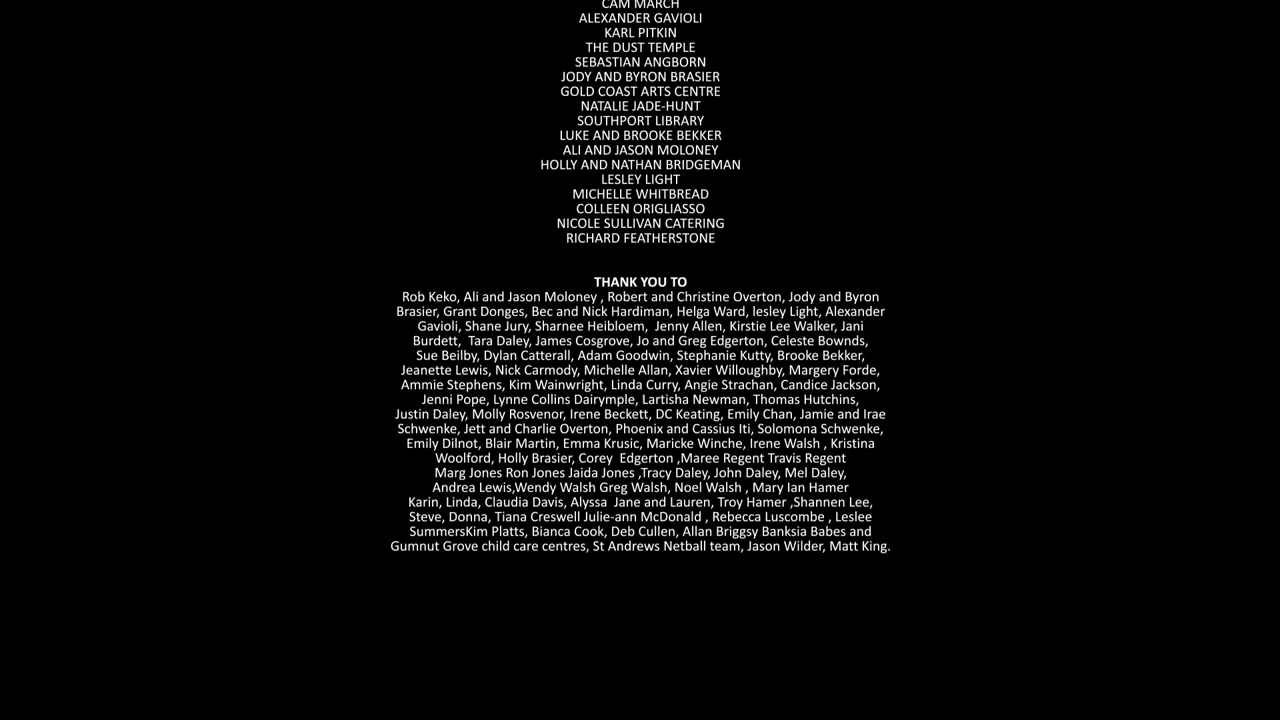 CAM MARCH
ALEXANDER GAVIOLI
KARL PITKIN
THE DUST TEMPLE
SEBASTIAN ANGBORN
JODY AND BYRON BRASIER
GOLD COAST ARTS CENTRE
NATALIE JADE-HUNT
SOUTHPORT LIBRARY
LUKE AND BROOKE BEKKER
ALI AND JASON MOLONEY
HOLLY AND NATHAN BRIDGEMAN
LESLEY LIGHT
MICHELLE WHITBREAD
COLLEEN ORIGLIASSO
NICOLE SULLIVAN CATERING
RICHARD FEATHERSTONE
THANK YOU TO
Rob Keko, Ali and Jason Moloney , Robert and Christine Overton, Jody and Byron
Brasier, Grant Donges, Bec and Nick Hardiman, Helga Ward, lesley Light, Alexander
Gavioli, Shane Jury, Sharnee Heibloem,  Jenny Allen, Kirstie Lee Walker, Jani
Burdett,  Tara Daley, James Cosgrove, Jo and Greg Edgerton, Celeste Bownds,
Sue Beilby, Dylan Catterall, Adam Goodwin, Stephanie Kutty, Brooke Bekker,
Jeanette Lewis, Nick Carmody, Michelle Allan, Xavier Willoughby, Margery Forde,
Ammie Stephens, Kim Wainwright, Linda Curry, Angie Strachan, Candice Jackson,
Jenni Pope, Lynne Collins Dairymple, Lartisha Newman, Thomas Hutchins,
Justin Daley, Molly Rosvenor, Irene Beckett, DC Keating, Emily Chan, Jamie and Irae
Schwenke, Jett and Charlie Overton, Phoenix and Cassius Iti, Solomona Schwenke,
Emily Dilnot, Blair Martin, Emma Krusic, Maricke Winche, Irene Walsh , Kristina
Woolford, Holly Brasier, Corey  Edgerton ,Maree Regent Travis Regent
Marg Jones Ron Jones Jaida Jones ,Tracy Daley, John Daley, Mel Daley,
Andrea Lewis,Wendy Walsh Greg Walsh, Noel Walsh , Mary Ian Hamer
Karin, Linda, Claudia Davis, Alyssa  Jane and Lauren, Troy Hamer ,Shannen Lee,
Steve, Donna, Tiana Creswell Julie-ann McDonald , Rebecca Luscombe , Leslee
SummersKim Platts, Bianca Cook, Deb Cullen, Allan Briggsy Banksia Babes and
Gumnut Grove child care centres, St Andrews Netball team, Jason Wilder, Matt King.